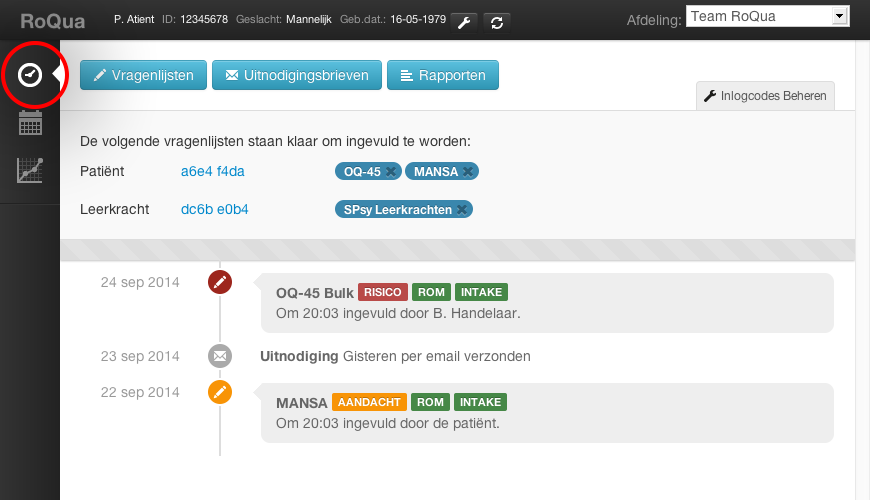 RoQua P. Atient ID: 12345678 Geslacht: Mannelijk Geb.dat.: 16-05-1979 Afdeling: Team RoQua
Vragenlijsten Uitnodigingsbrieven Rapporten
Inlogcodes Beheren
De volgende vragenlijsten staan klaar om ingevuld te worden:
Patiënt a6e4 f4da OQ-45 MANSA
Leerkracht dc6b e0b4 SPsy Leerkrachten
24 sep 2014 OQ-45 Bulk RISICO ROM INTAKE
Om 20:03 ingevuld door B. Handelaar.
23 sep 2014 Uitnodiging Gisteren per email verzonden
22 sep 2014 MANSA AANDACHT ROM INTAKE
Om 20:03 ingevuld door de patiënt.